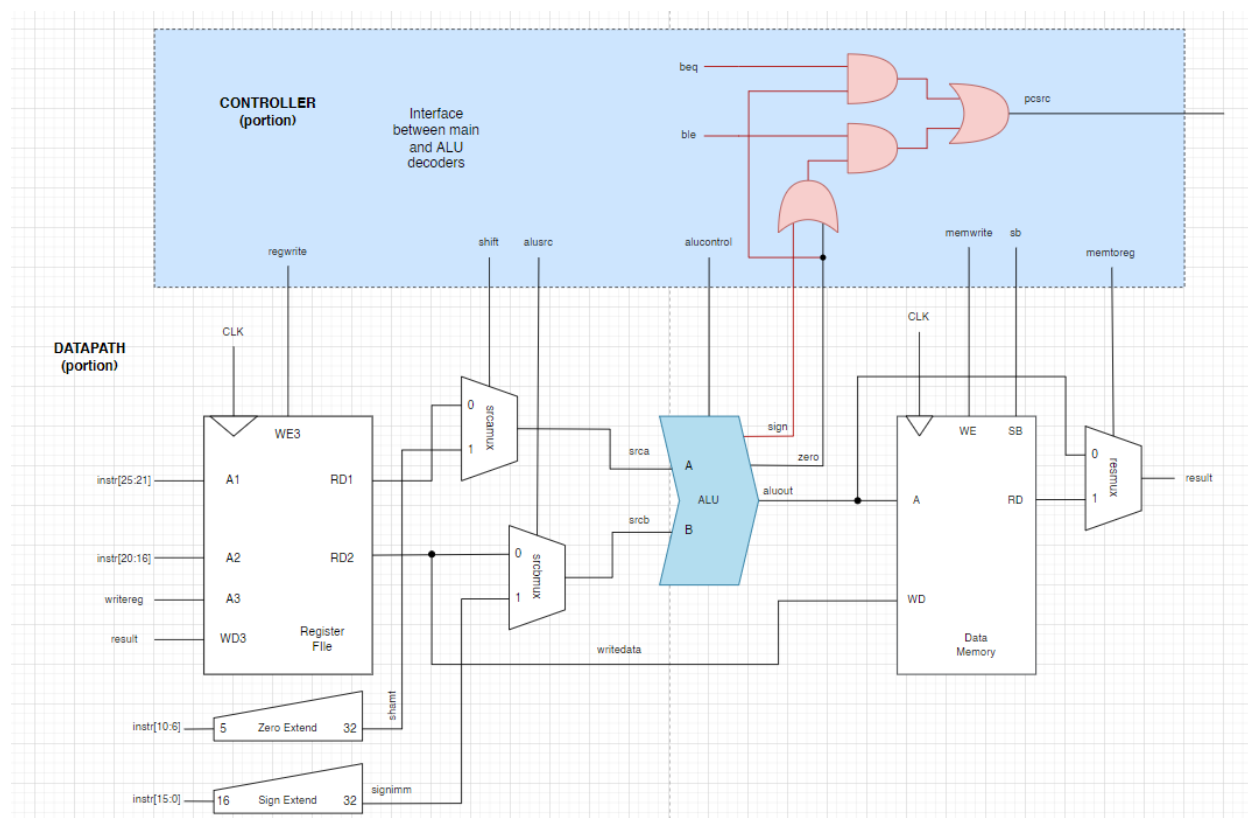 beq
CONTROLLER
(portion)
Interface
between main
and ALU
decoders
pcsrc
ble
regwrite
shift
alusrc
alucontrol
memwrite
sb
memtoreg
CLK
CLK
DATAPATH
(portion)
0
srcamux
1
WE3
sign
WE
SB
srca
zero
0
resmux
1
result
instr[25:21]
A1
RD1
A
ALU
aluout
A
RD
srcb
B
instr[20:16]
A2
RD2
0
srcbmux
1
writereg
A3
WD
result
WD3
Register
FIle
Data
Memory
writedata
shamt
instr[10:6]
5
Zero Extend
32
signimm
instr[15:0]
16
Sign Extend
32